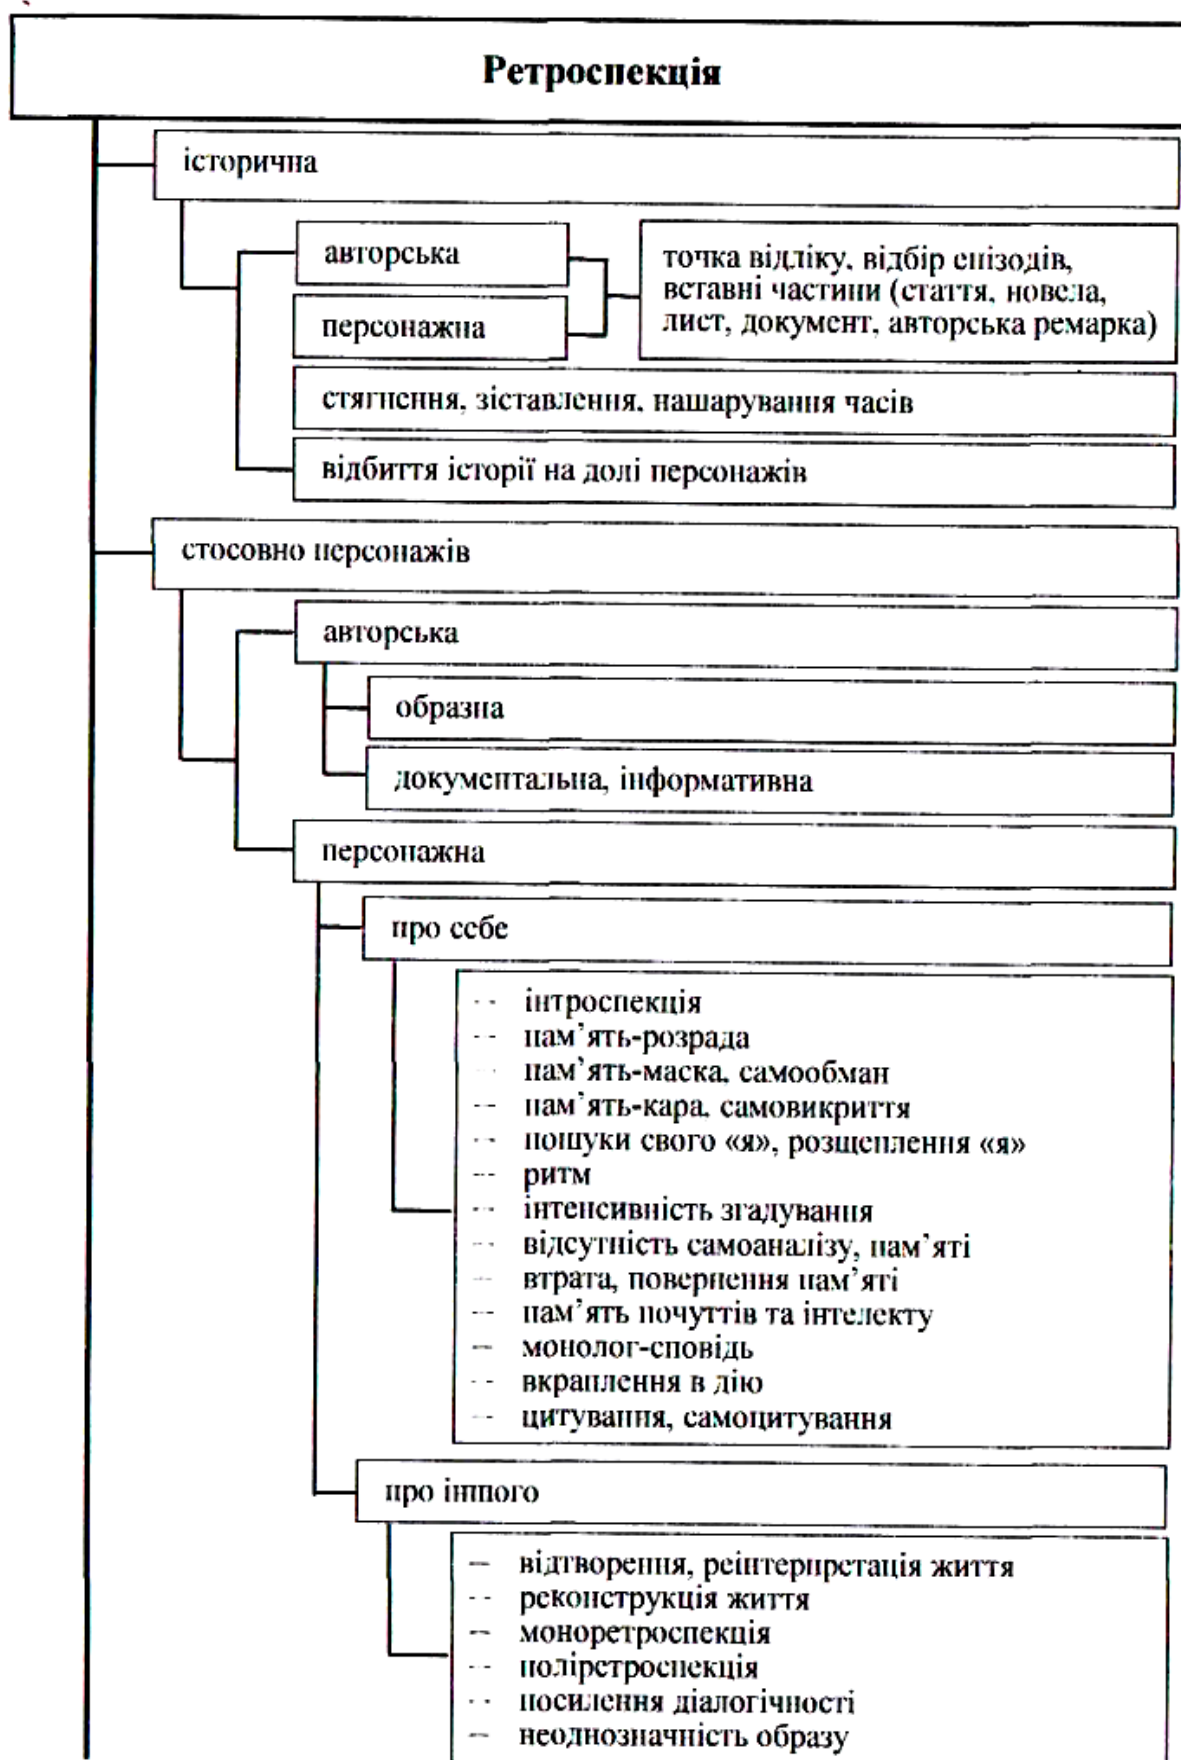 Ретроспекція
історична
авторська
персонажна
точка відліку, відбір епізодів,
вставні частини (стаття, новела,
лист, документ, авторська ремарка)
стягнення, зіставлення, нашарування часів
відбиття історії на долі персонажів
стосовно персонажів
авторська
образна
документальна, інформативна
персонажна
про себе
– інтроспекція
– пам’ять-розрада
– пам’ять-маска, самообман
– пам’ять-кара, самовикриття
– пошуки свого «я», розщеплення «я»
– ритм
– інтенсивність згадування
– відсутність самоаналізу, пам’яті
– втрата, повернення пам’яті
– пам’ять почуттів та інтелекту
– монолог-сповідь
– вкраплення в дію
– цитування, самоцитування
про іншого
– відтворення, реінтерпретація життя
– реконструкція життя
– моноретроспекція
– поліретроспекція
– посилення діалогічності
– неоднозначність образу